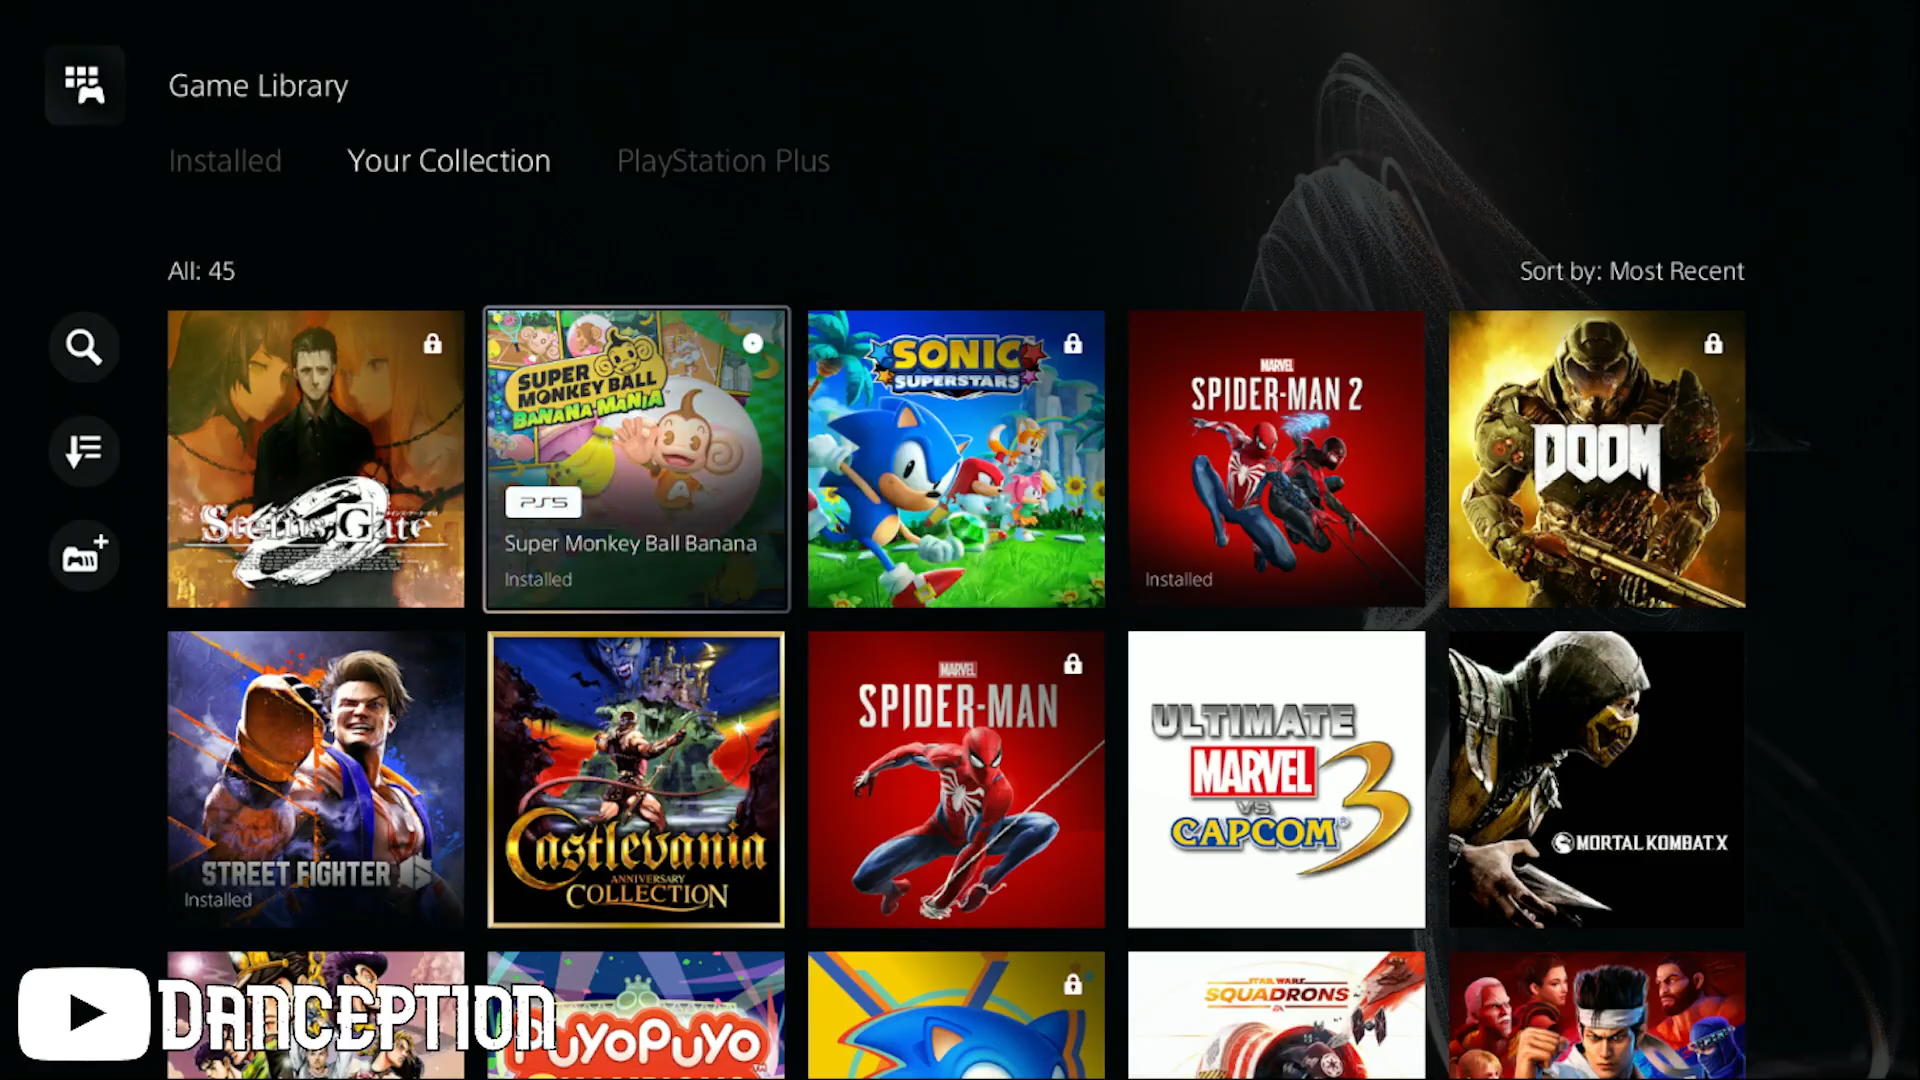 Game Library
Installed
Your Collection
PlayStation Plus
All: 45
Sort by: Most Recent
Steins;Gate
0
SUPER
MONKEY BALL
BANANA MANIA
PS5
Super Monkey Ball Banana
Installed
SONIC
SUPERSTARS
MARVEL
SPIDER-MAN 2
Installed
DOOM
STREET FIGHTER 6
Installed
Castlevania
ANNIVERSARY
COLLECTION
MARVEL
SPIDER-MAN
ULTIMATE
MARVEL
VS
CAPCOM
3
MORTAL KOMBAT X
DANCEPTION
PUYOPUYO
STAR WARS
SQUADRONS
EA